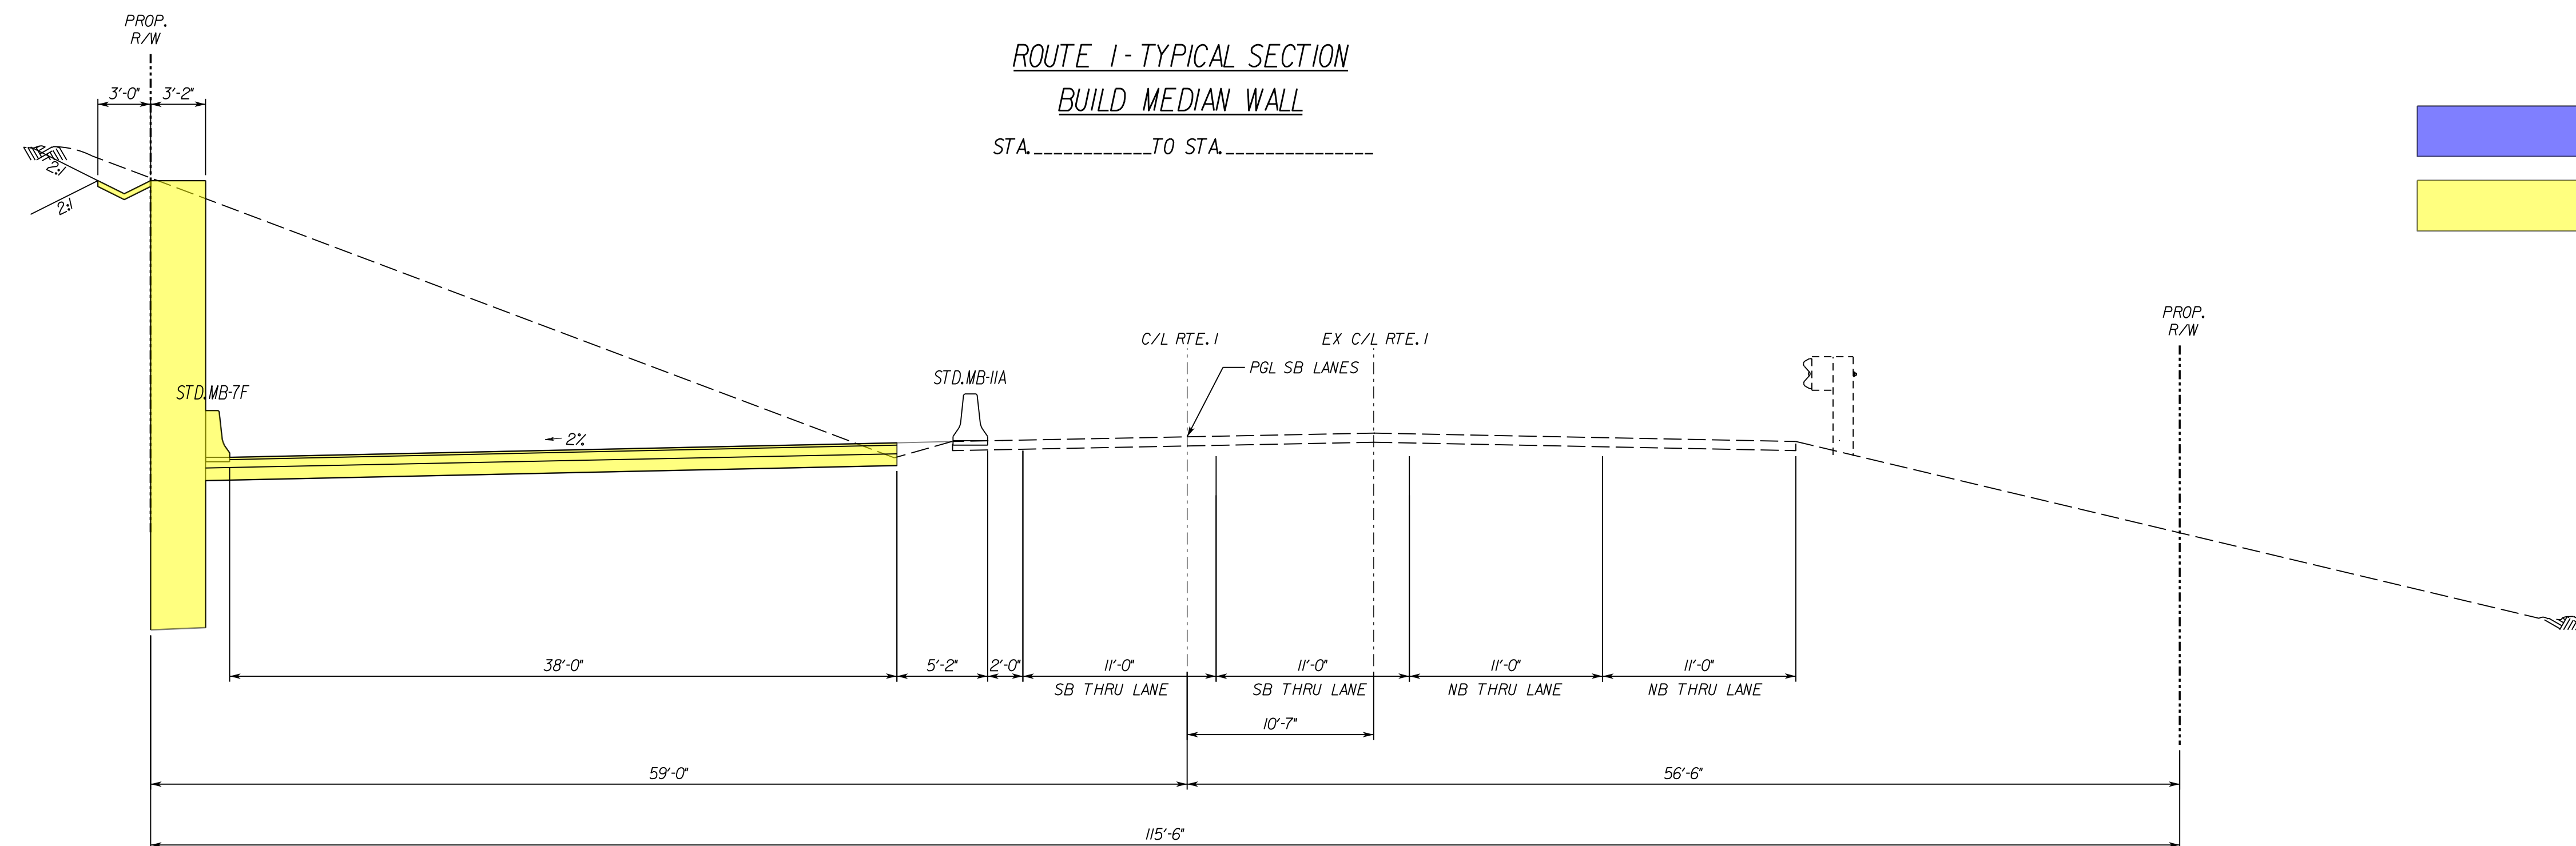 PROP.
R/W
ROUTE 1 - TYPICAL SECTION
BUILD MEDIAN WALL
STA.____________TO STA._______________
3'-0"
3'-2"
2:1
2:1
PROP.
R/W
C/L RTE. 1
EX C/L RTE. 1
PGL SB LANES
STD. MB-11A
STD. MB-7F
2%
38'-0"
5'-2"
2'-0"
11'-0"
11'-0"
11'-0"
11'-0"
SB THRU LANE
SB THRU LANE
NB THRU LANE
NB THRU LANE
10'-7"
59'-0"
56'-6"
115'-6"